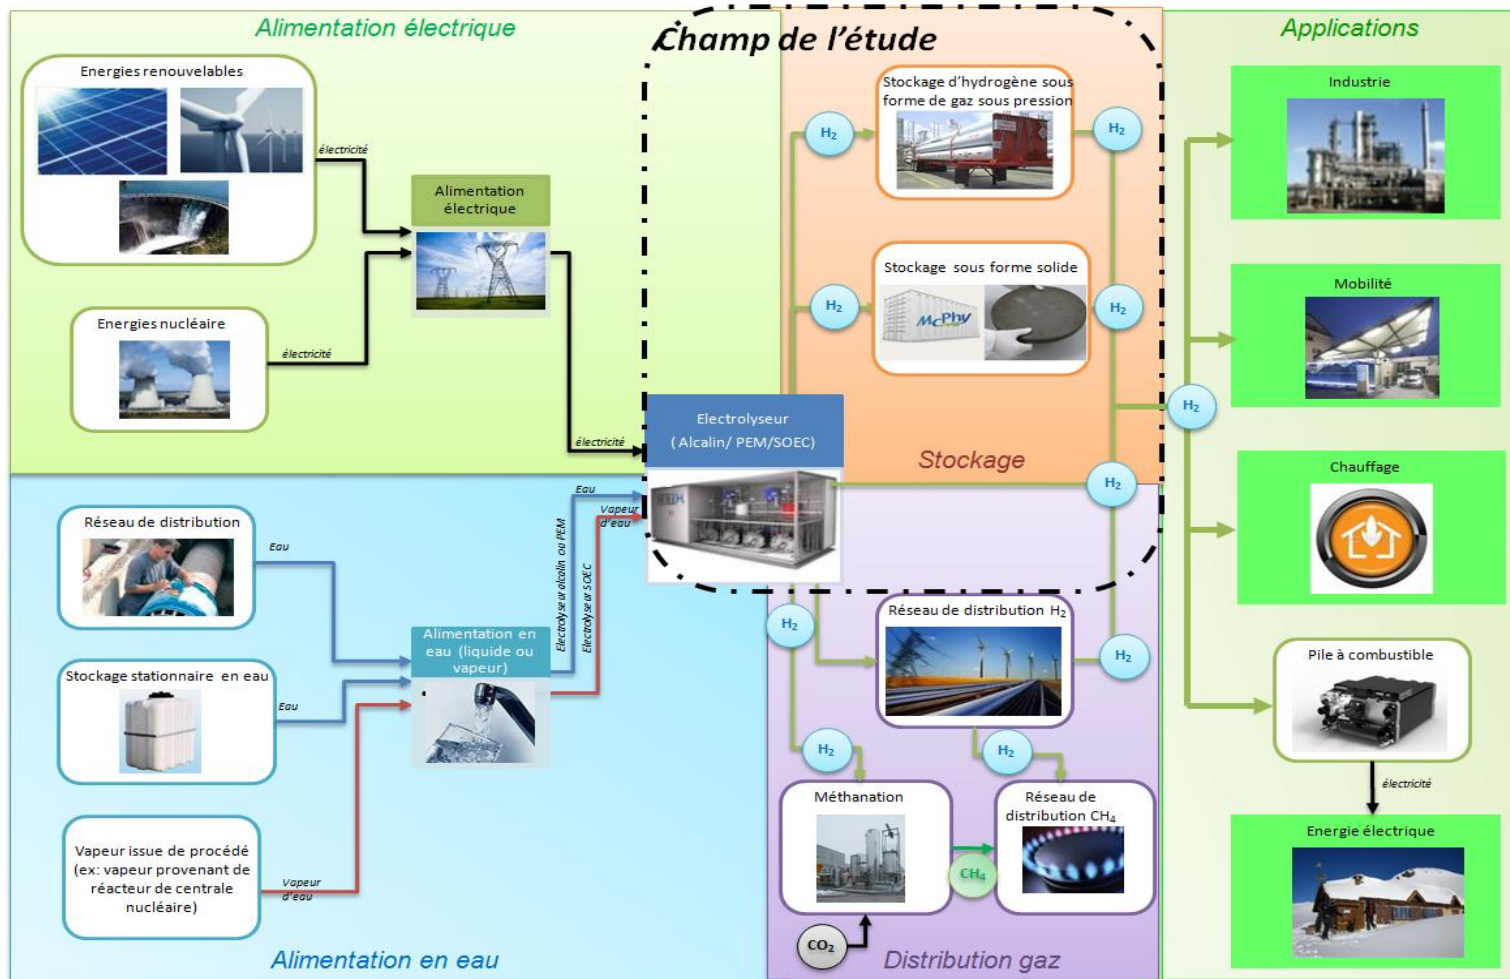 Alimentation électrique
Champ de l'étude
Applications
Energies renouvelables
électricité
Alimentation
électrique
Energies nucléaire
électricité
électricité
Stockage d'hydrogène sous
forme de gaz sous pression
H₂
H₂
Stockage sous forme solide
McPhy
H₂
H₂
Electrolyseur
(Alcalin/ PEM/SOEC)
Stockage
H₂
H₂
Industrie
Mobilité
Chauffage
Pile à combustible
électricité
Energie électrique
Réseau de distribution
Eau
Stockage stationnaire en eau
Eau
Vapeur issue de procédé
(ex: vapeur provenant de
réacteur de centrale
nucléaire)
Vapeur
d'eau
Alimentation en
eau (liquide ou
vapeur)
Electrolyseur alcalin ou PEM
Electrolyseur SOEC
Eau
Vapeur
d'eau
Alimentation en eau
H₂
Réseau de distribution H₂
H₂
H₂
H₂
Méthanation
CH₄
Réseau de
distribution CH₄
CO₂
Distribution gaz